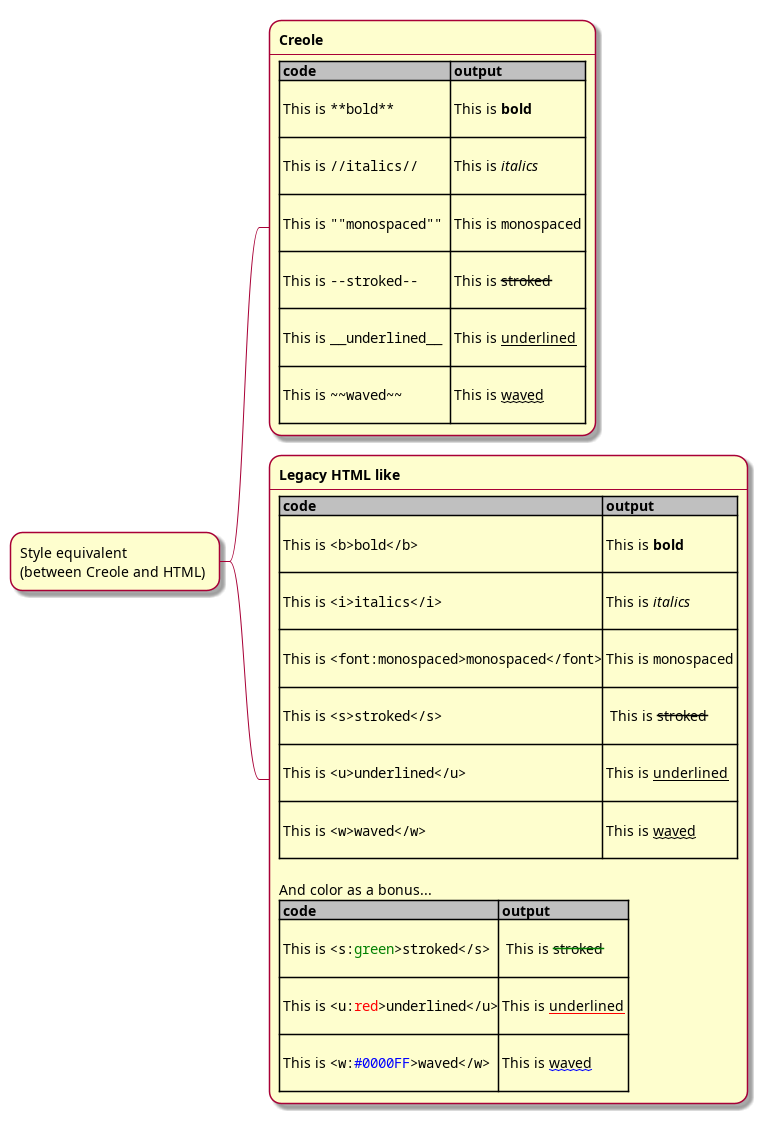 Creole
code output
This is **bold** This is bold
This is //italics// This is italics
This is ""monospaced"" This is monospaced
This is --stroked-- This is stroked
This is __underlined__ This is underlined
This is ~~waved~~ This is waved
Style equivalent
(between Creole and HTML)
Legacy HTML like
code output
This is <b>bold</b> This is bold
This is <i>italics</i> This is italics
This is <font:monospaced>monospaced</font> This is monospaced
This is <s>stroked</s> This is stroked
This is <u>underlined</u> This is underlined
This is <w>waved</w> This is waved
And color as a bonus...
code output
This is <s:green>stroked</s> This is stroked
This is <u:red>underlined</u> This is underlined
This is <w:#0000FF>waved</w> This is waved